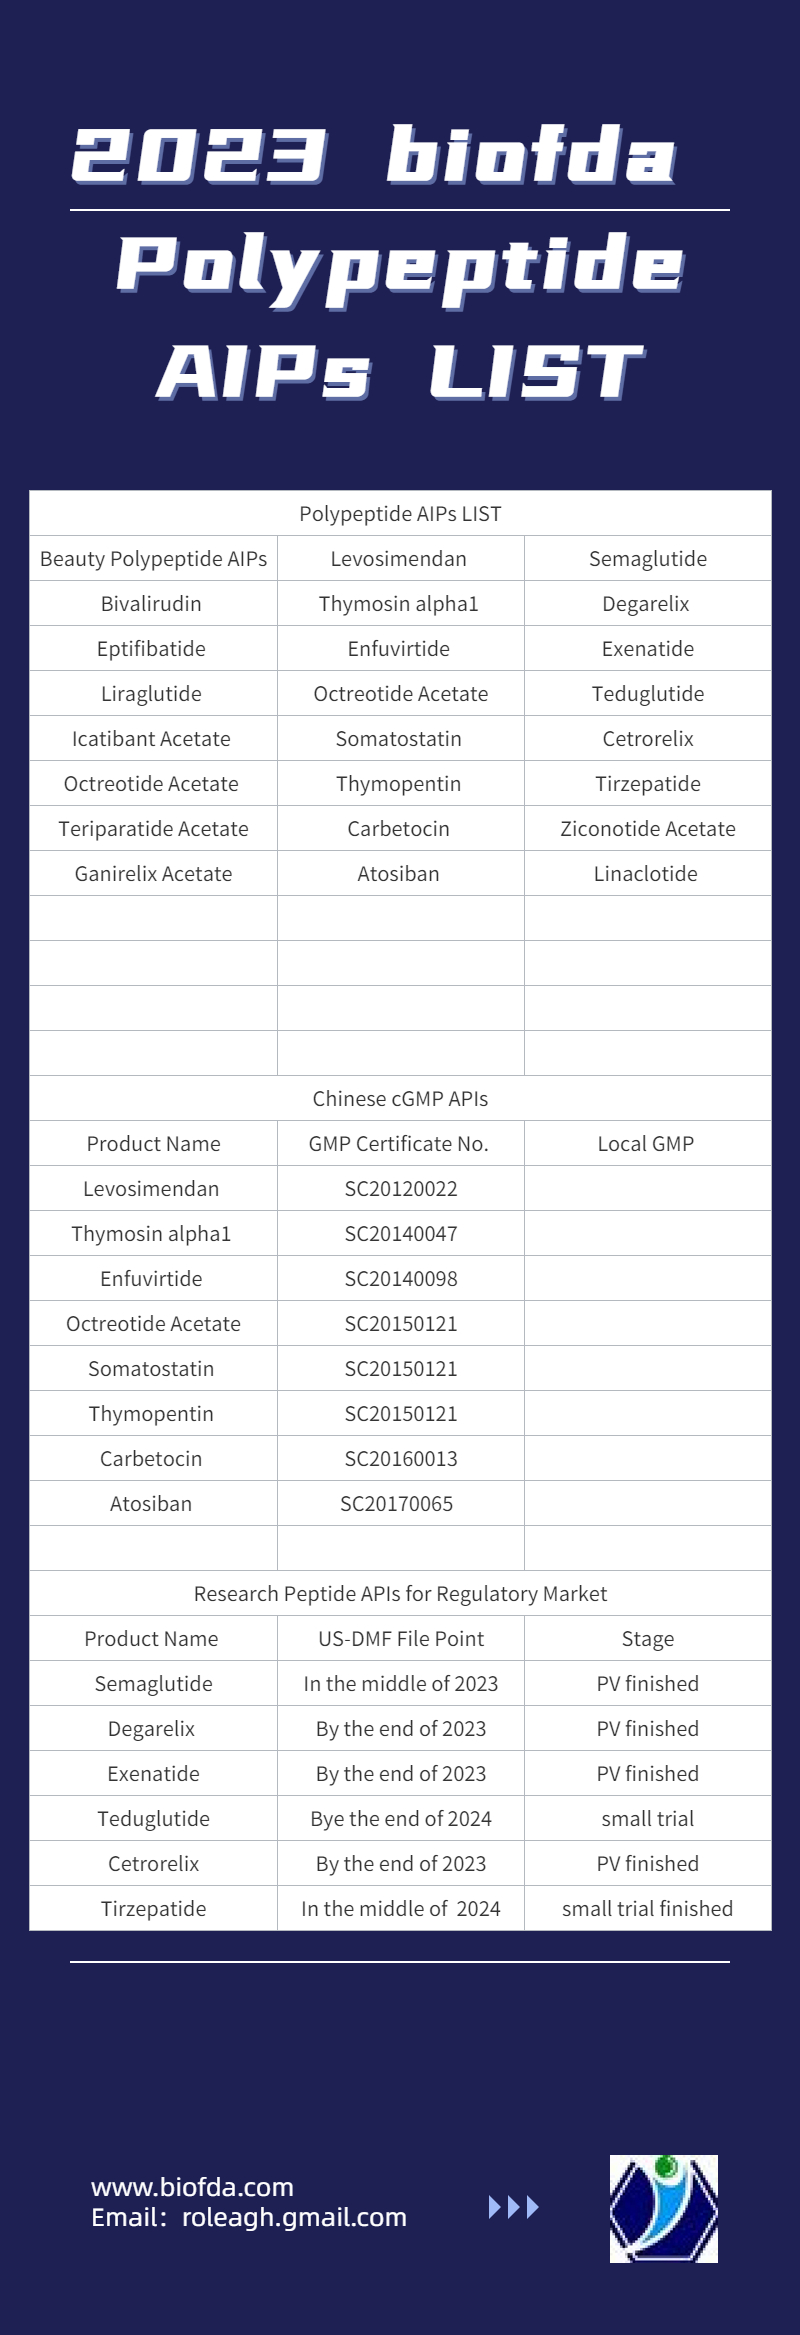 2023 biofda
Polypeptide
AIPs LIST
Polypeptide AIPs LIST
Beauty Polypeptide AIPs Levosimendan Semaglutide
Bivalirudin Thymosin alpha1 Degarelix
Eptifibatide Enfuvirtide Exenatide
Liraglutide Octreotide Acetate Teduglutide
Icatibant Acetate Somatostatin Cetrorelix
Octreotide Acetate Thymopentin Tirzepatide
Teriparatide Acetate Carbetocin Ziconotide Acetate
Ganirelix Acetate Atosiban Linaclotide
Chinese cGMP APIs
Product Name GMP Certificate No. Local GMP
Levosimendan SC20120022
Thymosin alpha1 SC20140047
Enfuvirtide SC20140098
Octreotide Acetate SC20150121
Somatostatin SC20150121
Thymopentin SC20150121
Carbetocin SC20160013
Atosiban SC20170065
Research Peptide APIs for Regulatory Market
Product Name US-DMF File Point Stage
Semaglutide In the middle of 2023 PV finished
Degarelix By the end of 2023 PV finished
Exenatide By the end of 2023 PV finished
Teduglutide Bye the end of 2024 small trial
Cetrorelix By the end of 2023 PV finished
Tirzepatide In the middle of 2024 small trial finished
www.biofda.com
Email：roleagh.gmail.com